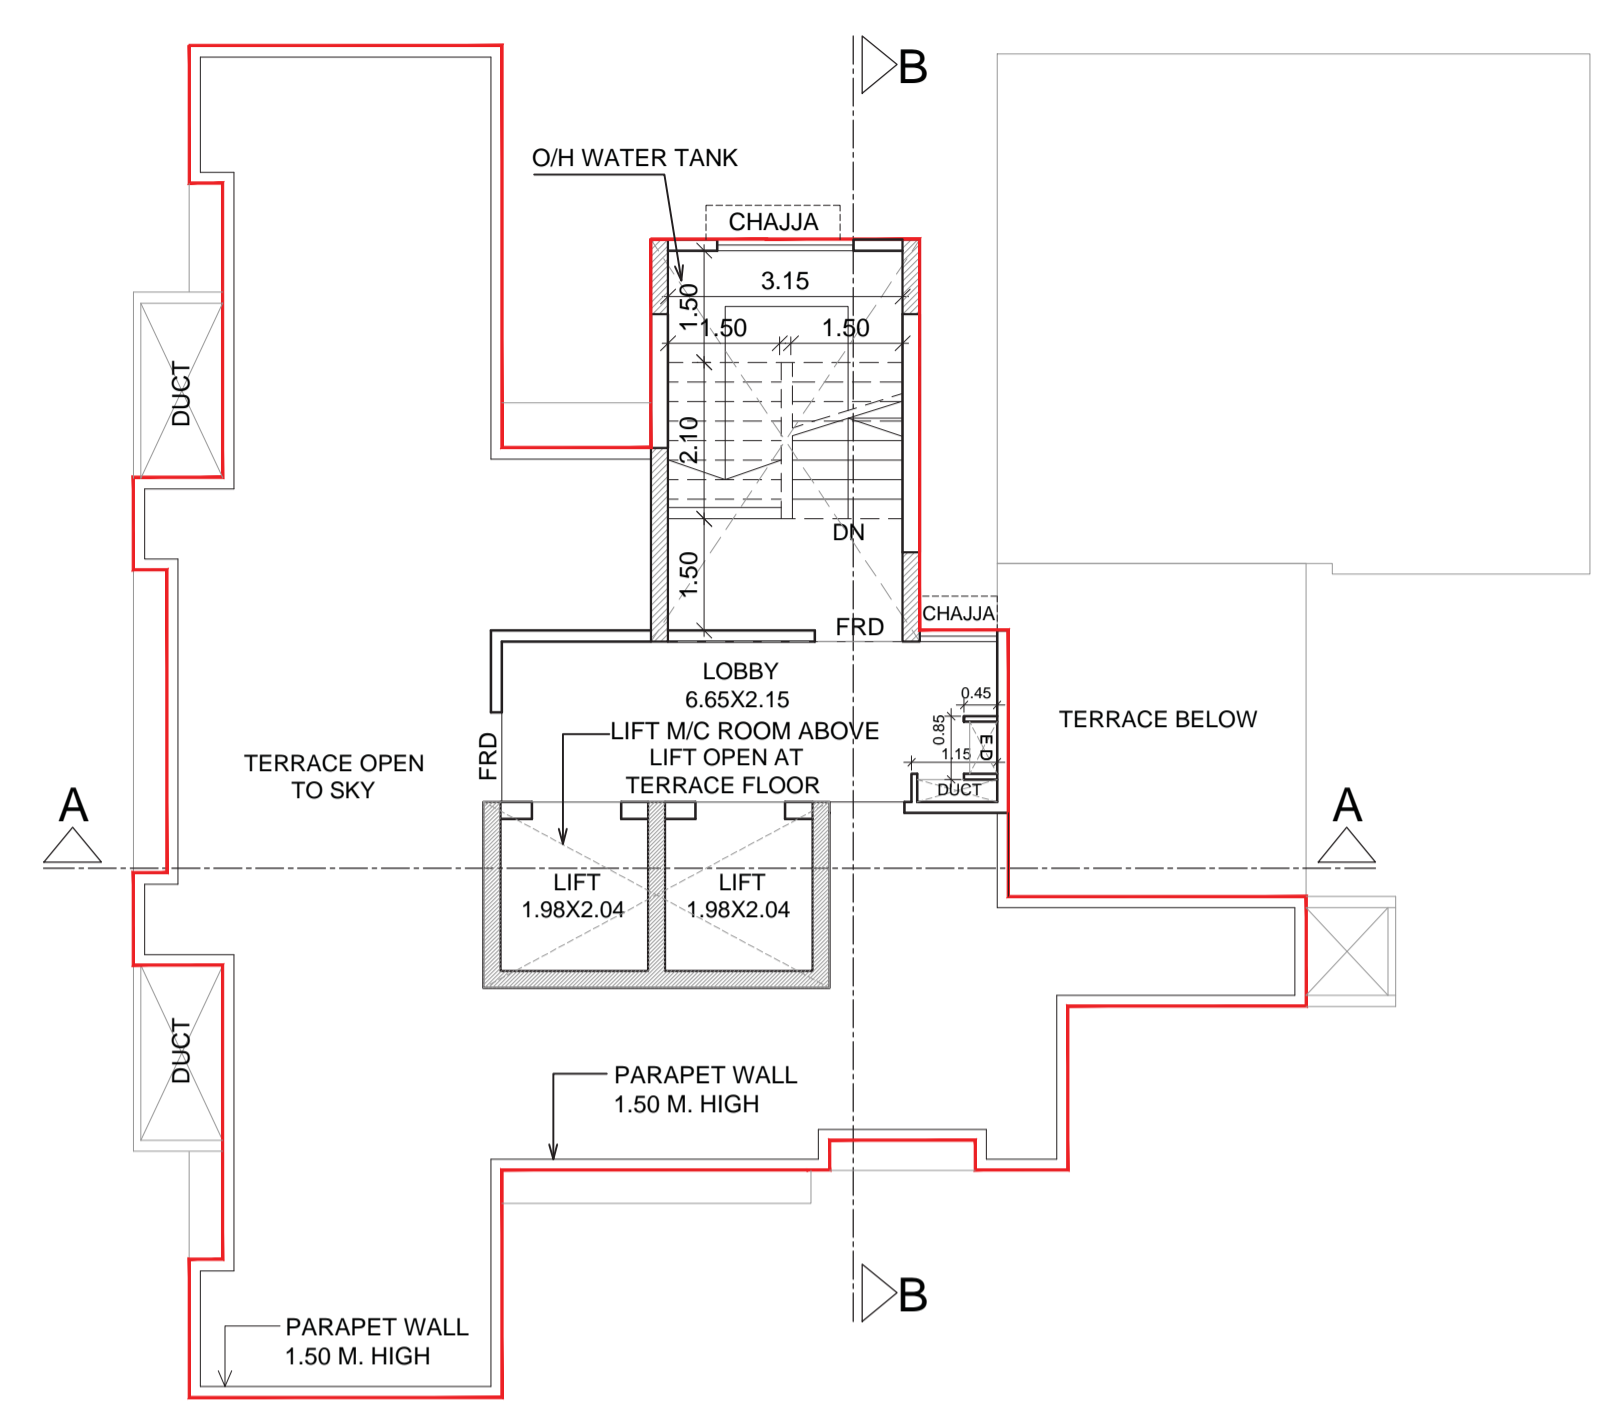 B
O/H WATER TANK
CHAJJA
3.15
1.50
1.50
1.50
DUCT
2.10
DN
1.50
CHAJJA
FRD
LOBBY
6.65X2.15
0.45
TERRACE BELOW
LIFT M/C ROOM ABOVE
0.85
E.D
FRD
LIFT OPEN AT
1.15
TERRACE OPEN
TO SKY
TERRACE FLOOR
DUCT
A
A
LIFT
1.98X2.04
LIFT
1.98X2.04
DUCT
PARAPET WALL
1.50 M. HIGH
B
PARAPET WALL
1.50 M. HIGH